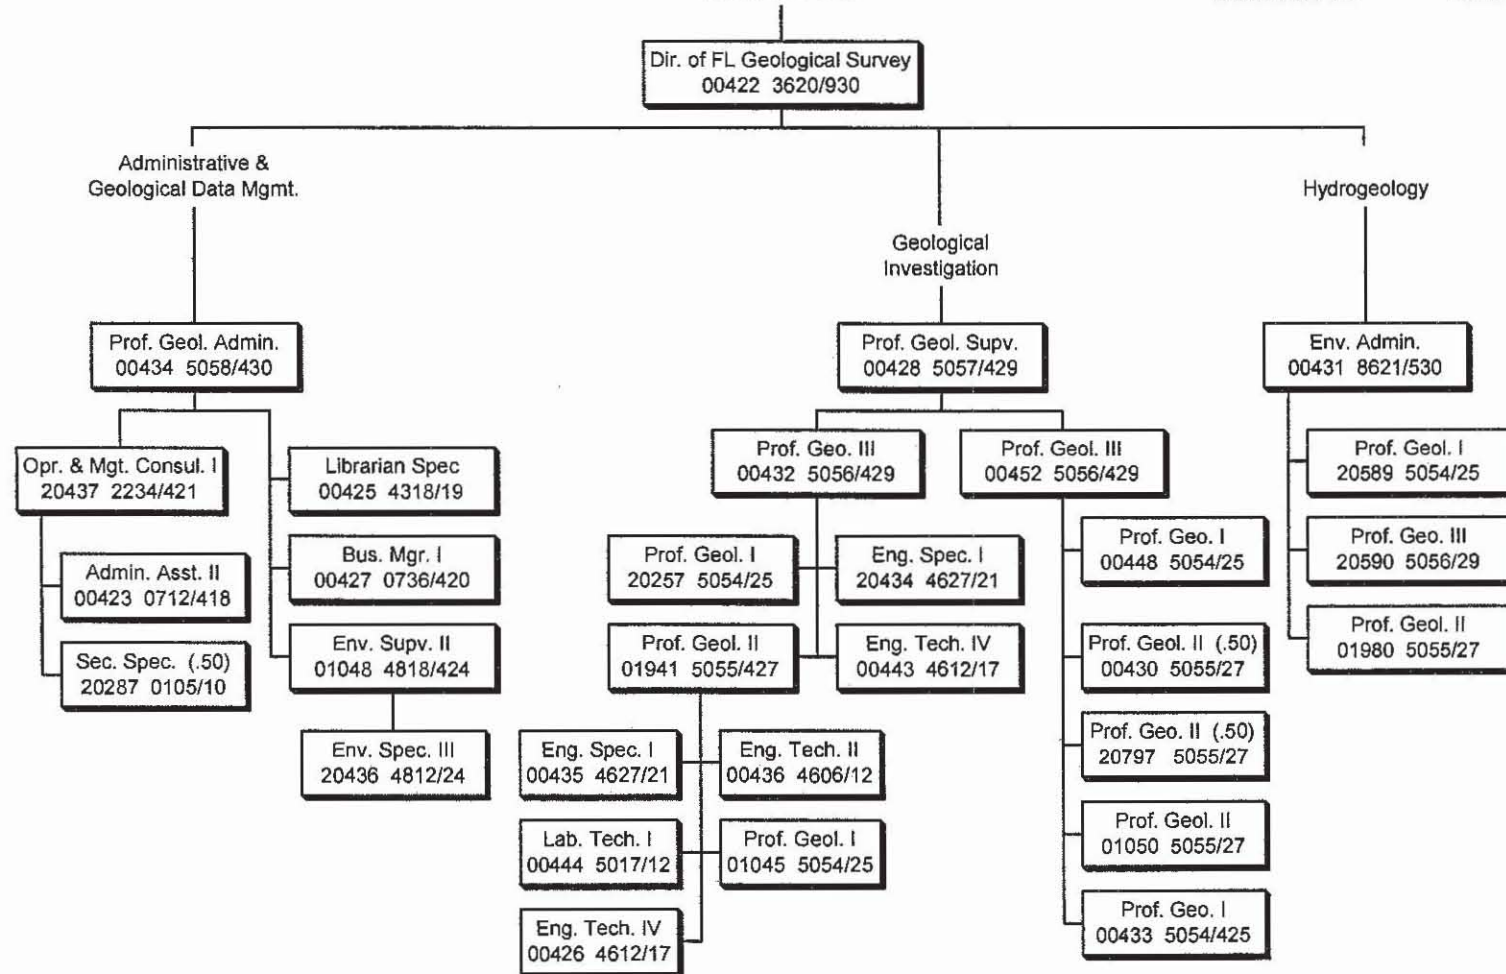 Dir. of FL Geological Survey
00422 3620/930
Administrative &
Geological Data Mgmt.
Prof. Geol. Admin.
00434 5058/430
Opr. & Mgt. Consul. I
20437 2234/421
Admin. Asst. II
00423 0712/418
Sec. Spec. (.50)
20287 0105/10
Librarian Spec
00425 4318/19
Bus. Mgr. I
00427 0736/420
Env. Supv. II
01048 4818/424
Env. Spec. III
20436 4812/24
Geological
Investigation
Prof. Geol. Supv.
00428 5057/429
Prof. Geo. III
00432 5056/429
Prof. Geol. I
20257 5054/25
Eng. Spec. I
20434 4627/21
Prof. Geol. II
01941 5055/427
Eng. Tech. IV
00443 4612/17
Eng. Spec. I
00435 4627/21
Eng. Tech. II
00436 4606/12
Lab. Tech. I
00444 5017/12
Prof. Geol. I
01045 5054/25
Eng. Tech. IV
00426 4612/17
Prof. Geol. III
00452 5056/429
Prof. Geo. I
00448 5054/25
Prof. Geol. II (.50)
00430 5055/27
Prof. Geo. II (.50)
20797 5055/27
Prof. Geol. II
01050 5055/27
Prof. Geo. I
00433 5054/425
Hydrogeology
Env. Admin.
00431 8621/530
Prof. Geol. I
20589 5054/25
Prof. Geo. III
20590 5056/29
Prof. Geol. II
01980 5055/27